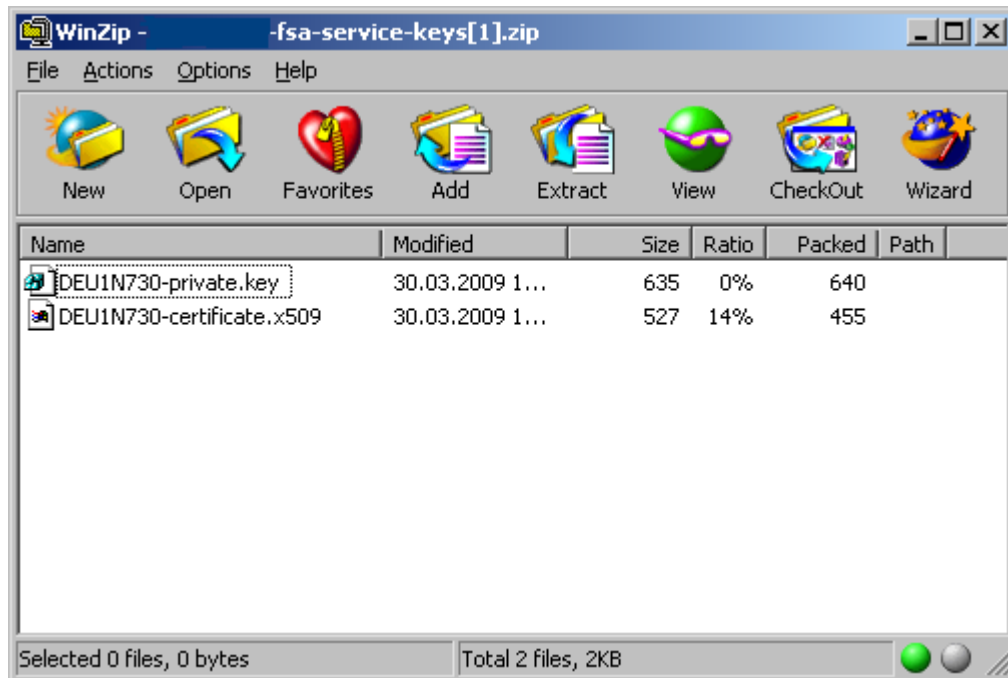 WinZip - -fsa-service-keys[1].zip
File Actions Options Help
New Open Favorites Add Extract View CheckOut Wizard
Name Modified Size Ratio Packed Path
DEU1N730-private.key 30.03.2009 1... 635 0% 640
DEU1N730-certificate.x509 30.03.2009 1... 527 14% 455
Selected 0 files, 0 bytes Total 2 files, 2KB